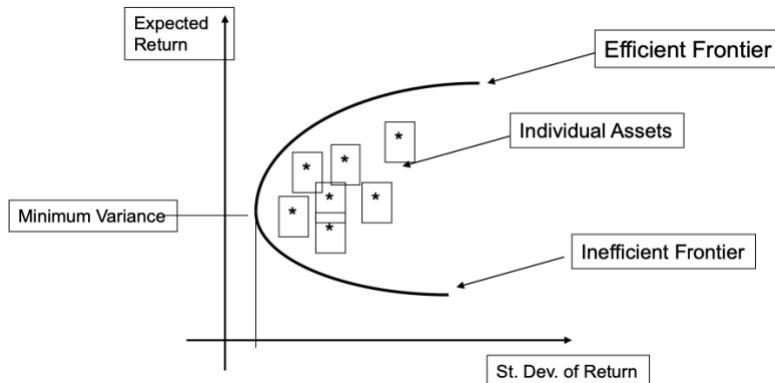 Expected
Return
Efficient Frontier
Individual Assets
*
*
*
*
*
*
*
Minimum Variance
Inefficient Frontier
St. Dev. of Return